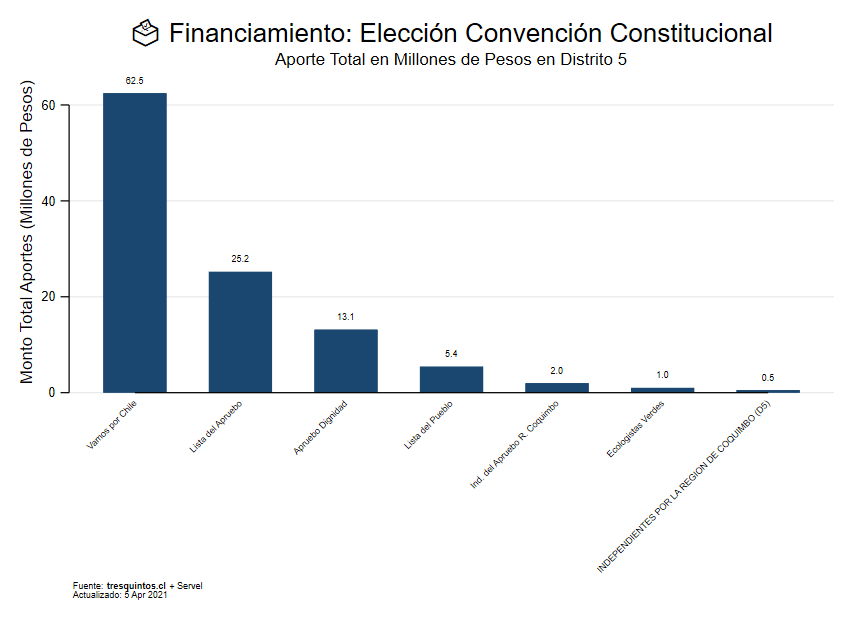 Financiamiento: Elección Convención Constitucional
Aporte Total en Millones de Pesos en Distrito 5
Monto Total Aportes (Millones de Pesos)
60
40
20
0
62.5
25.2
13.1
5.4
2.0
1.0
0.5
Vamos por Chile
Lista del Apruebo
Apruebo Dignidad
Lista del Pueblo
Ind. del Apruebo R. Coquimbo
Ecologistas Verdes
INDEPENDIENTES POR LA REGION DE COQUIMBO (D5)
Fuente: tresquintos.cl + Servel
Actualizado: 5 Apr 2021